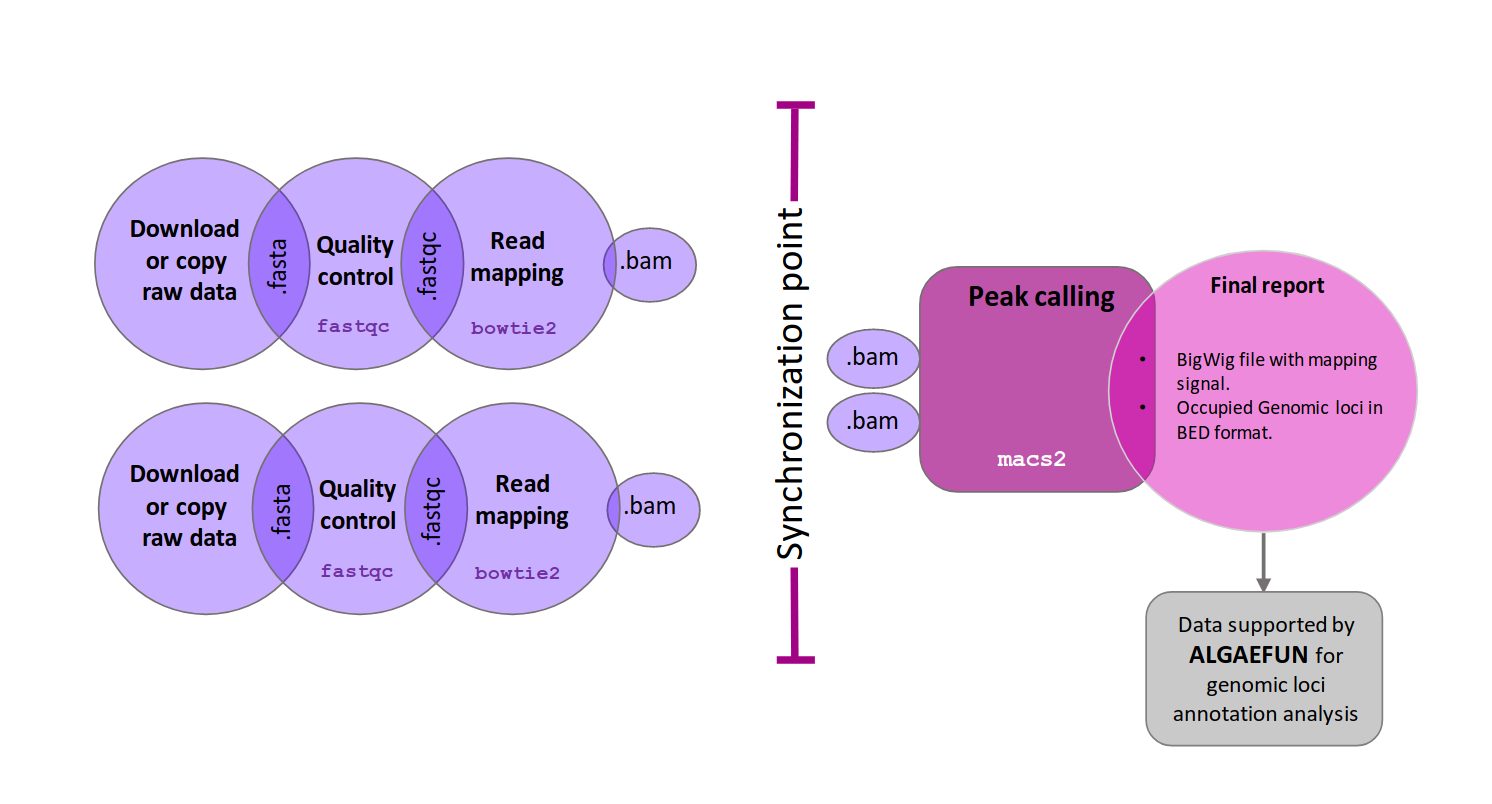 Download
or copy
raw data
.fasta
Quality
control
fastqc
.fastqc
Read
mapping
bowtie2
.bam
Download
or copy
raw data
.fasta
Quality
control
fastqc
.fastqc
Read
mapping
bowtie2
.bam
Synchronization point
.bam
.bam
Peak calling
macs2
Final report
• BigWig file with mapping
signal.
• Occupied Genomic loci in
BED format.
Data supported by
ALGAEFUN for
genomic loci
annotation analysis